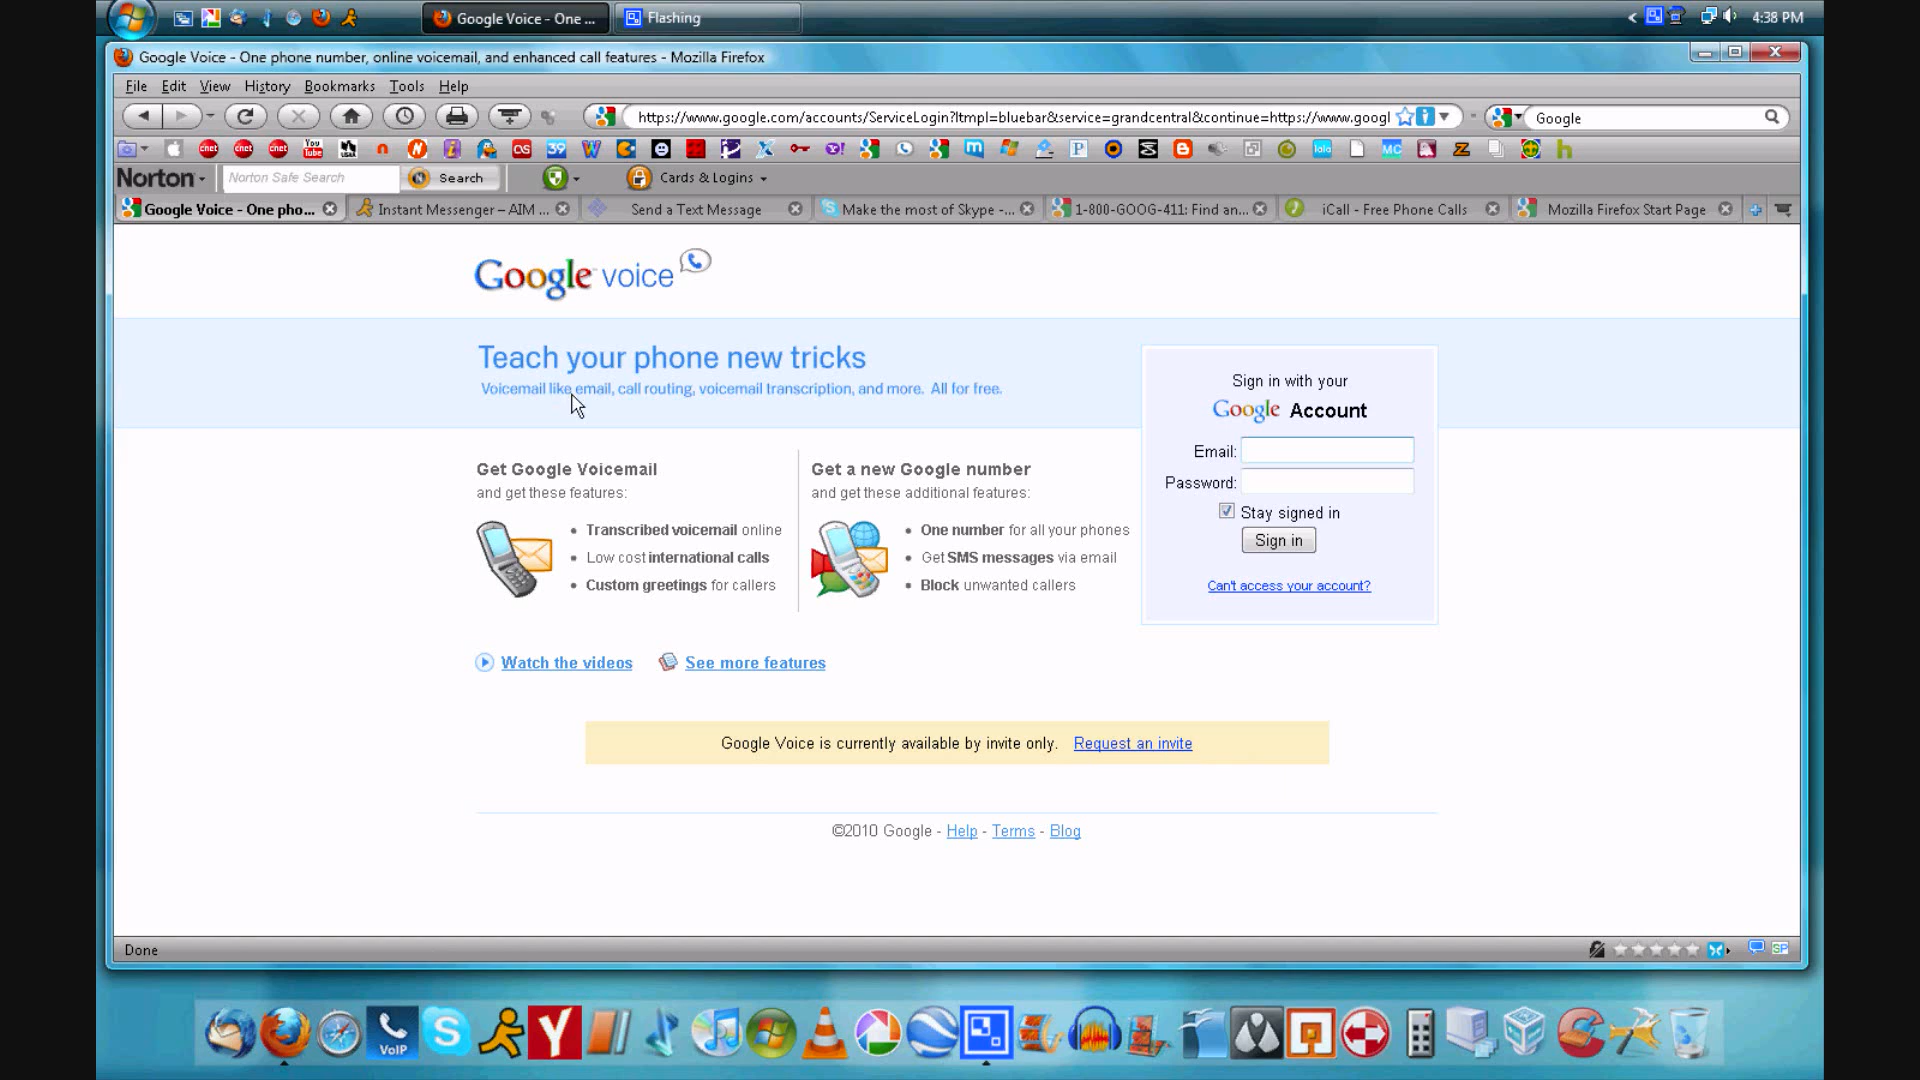 Google Voice - One ...
Flashing
4:38 PM
Google Voice - One phone number, online voicemail, and enhanced call features - Mozilla Firefox
File Edit View History Bookmarks Tools Help
https://www.google.com/accounts/ServiceLogin?ltmpl=bluebar&service=grandcentral&continue=https://www.googl
Google
cnet cnet cnet You Tube 39 lala MC
Norton
Norton Safe Search
Search
Cards & Logins
Google Voice - One pho...
Instant Messenger – AIM ...
Send a Text Message
Make the most of Skype -...
1-800-GOOG-411: Find an...
iCall - Free Phone Calls
Mozilla Firefox Start Page
Google voice
Teach your phone new tricks
Voicemail like email, call routing, voicemail transcription, and more. All for free.
Get Google Voicemail
and get these features:
Transcribed voicemail online
Low cost international calls
Custom greetings for callers
Get a new Google number
and get these additional features:
One number for all your phones
Get SMS messages via email
Block unwanted callers
Sign in with your
Google Account
Email:
Password:
Stay signed in
Sign in
Can't access your account?
Watch the videos
See more features
Google Voice is currently available by invite only. Request an invite
©2010 Google - Help - Terms - Blog
Done
SP
VoIP